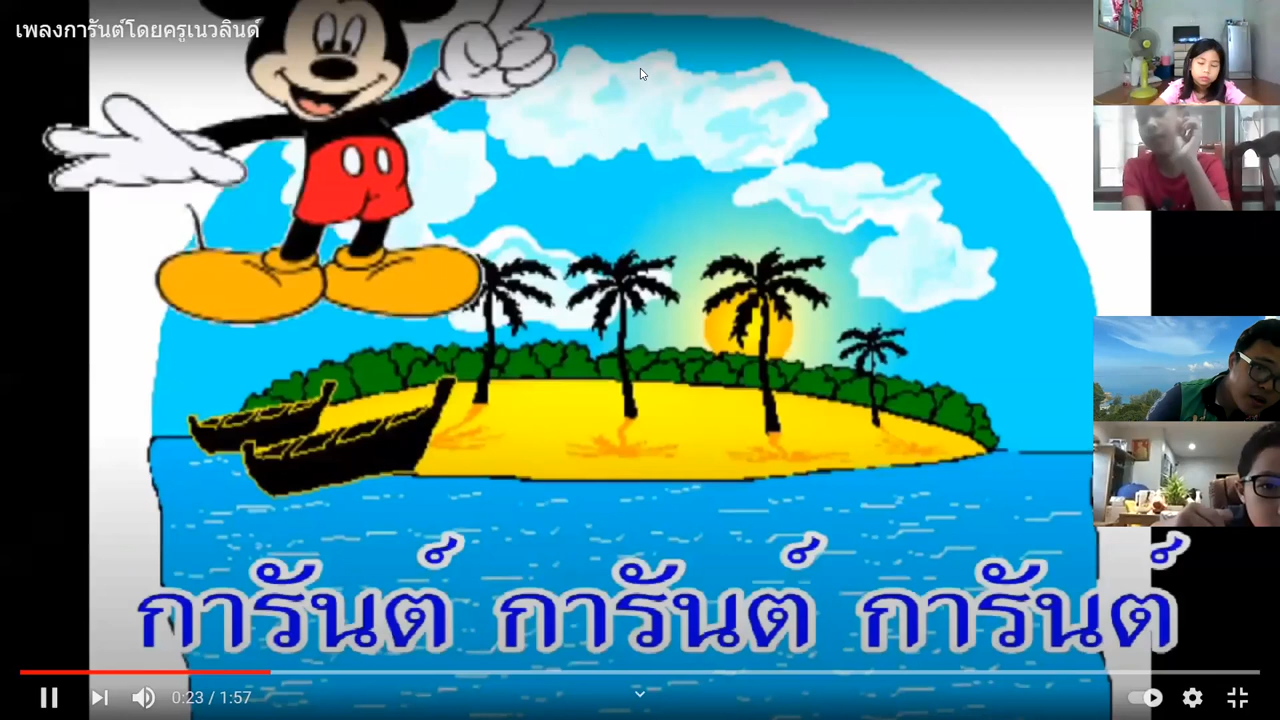 เพลงการันต์โดยครูเนวลินต์
การันต์ การันต์ การันต์
0:23 / 1:57